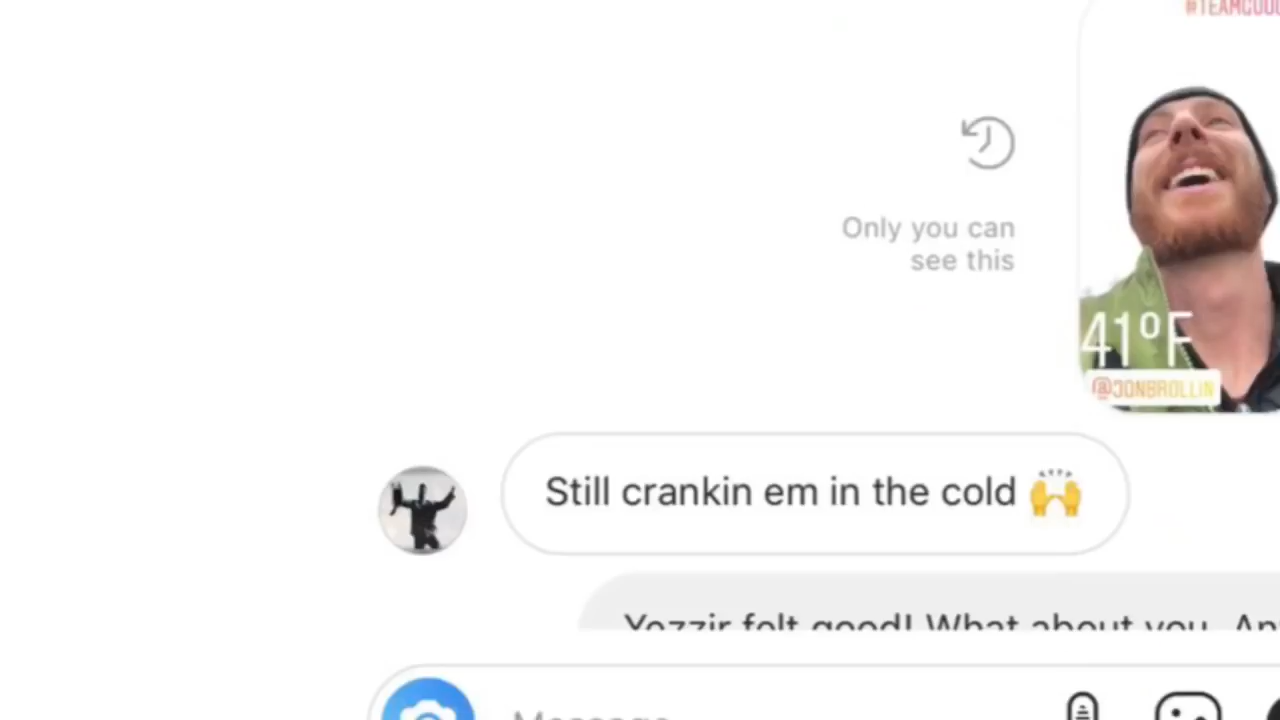 Only you can
see this
41°F
@JONBROLLIN
Still crankin em in the cold 🙌
Yezzir felt good! What about you.
Message